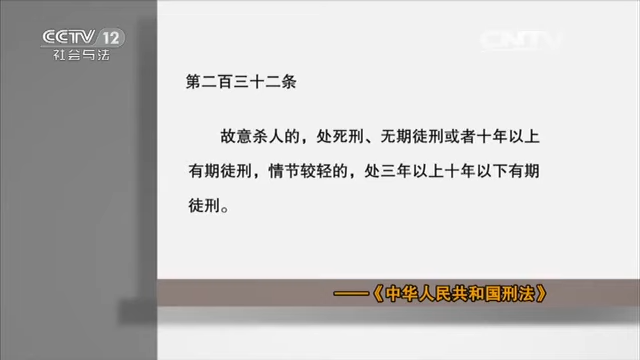 CCTV 12
社会与法
CNTV
第二百三十二条
故意杀人的，处死刑、无期徒刑或者十年以上
有期徒刑，情节较轻的，处三年以上十年以下有期
徒刑。
——《中华人民共和国刑法》